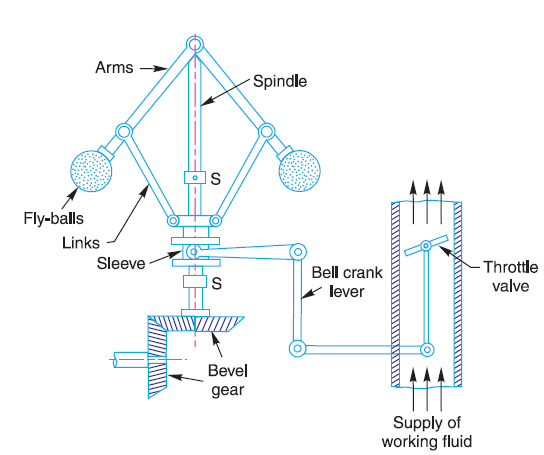 Arms
Spindle
S
Fly-balls
Links
Sleeve
S
Bell crank
lever
Throttle
valve
Bevel
gear
Supply of
working fluid